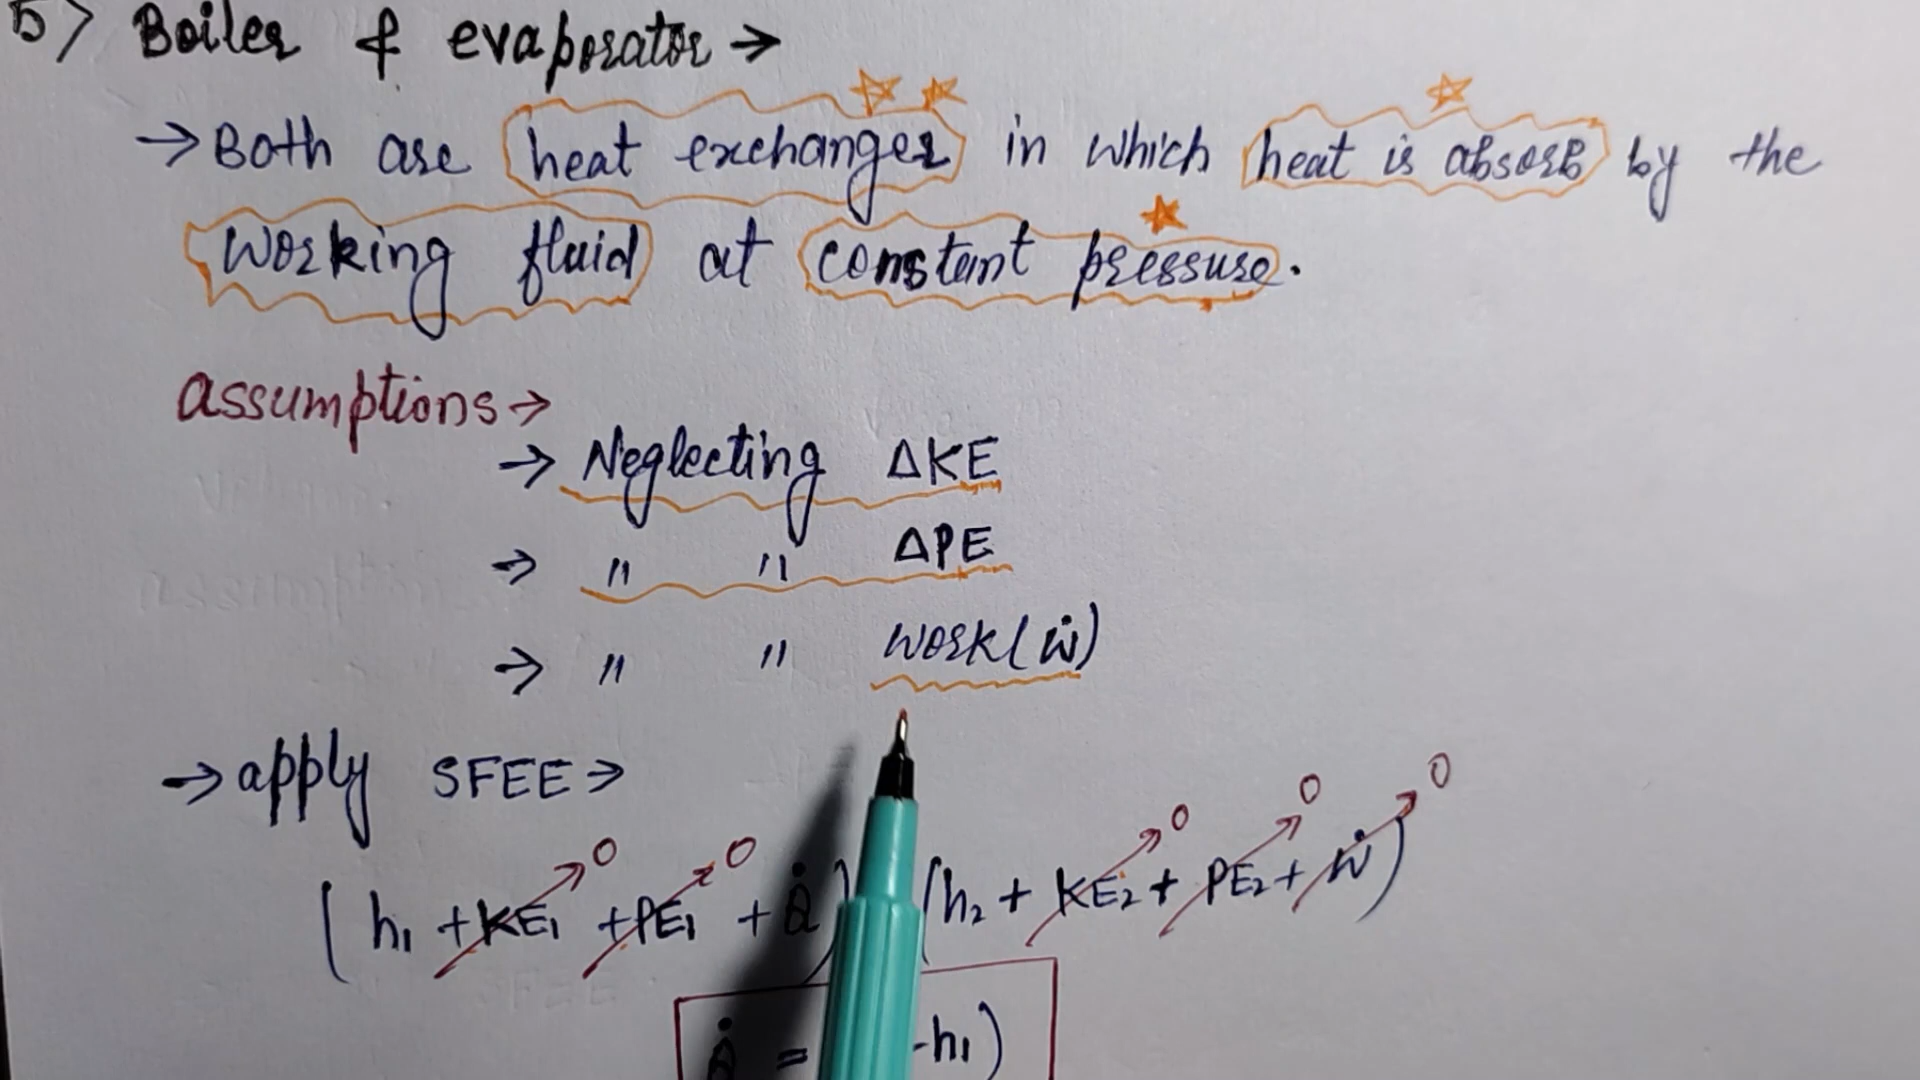 5) Boiler & evaporator →
→ Both are heat exchanger in which heat is absorb by the
working fluid at constant pressure.
assumptions →
→ Neglecting ΔKE
→ " " ΔPE
→ " " work (ẇ)
→ apply SFEE →
(h₁ + KE₁ →0 + PE₁ →0 + Q̇) (h₂ + KE₂ →0 + PE₂ →0 + ẇ →0)
Q̇ = -h₁)